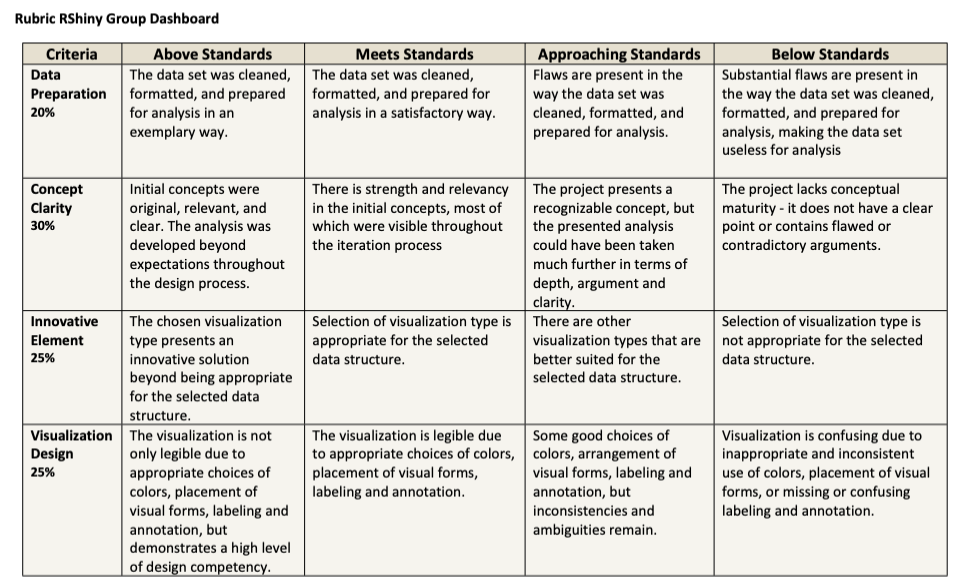 Rubric RShiny Group Dashboard
Criteria
Above Standards
Meets Standards
Approaching Standards
Below Standards
Data
Preparation
20%
The data set was cleaned,
formatted, and prepared
for analysis in an
exemplary way.
The data set was cleaned,
formatted, and prepared for
analysis in a satisfactory way.
Flaws are present in the
way the data set was
cleaned, formatted, and
prepared for analysis.
Substantial flaws are present in
the way the data set was cleaned,
formatted, and prepared for
analysis, making the data set
useless for analysis
Concept
Clarity
30%
Initial concepts were
original, relevant, and
clear. The analysis was
developed beyond
expectations throughout
the design process.
There is strength and relevancy
in the initial concepts, most of
which were visible throughout
the iteration process
The project presents a
recognizable concept, but
the presented analysis
could have been taken
much further in terms of
depth, argument and
clarity.
The project lacks conceptual
maturity - it does not have a clear
point or contains flawed or
contradictory arguments.
Innovative
Element
25%
The chosen visualization
type presents an
innovative solution
beyond being appropriate
for the selected data
structure.
Selection of visualization type is
appropriate for the selected
data structure.
There are other
visualization types that are
better suited for the
selected data structure.
Selection of visualization type is
not appropriate for the selected
data structure.
Visualization
Design
25%
The visualization is not
only legible due to
appropriate choices of
colors, placement of
visual forms, labeling and
annotation, but
demonstrates a high level
of design competency.
The visualization is legible due
to appropriate choices of colors,
placement of visual forms,
labeling and annotation.
Some good choices of
colors, arrangement of
visual forms, labeling and
annotation, but
inconsistencies and
ambiguities remain.
Visualization is confusing due to
inappropriate and inconsistent
use of colors, placement of visual
forms, or missing or confusing
labeling and annotation.